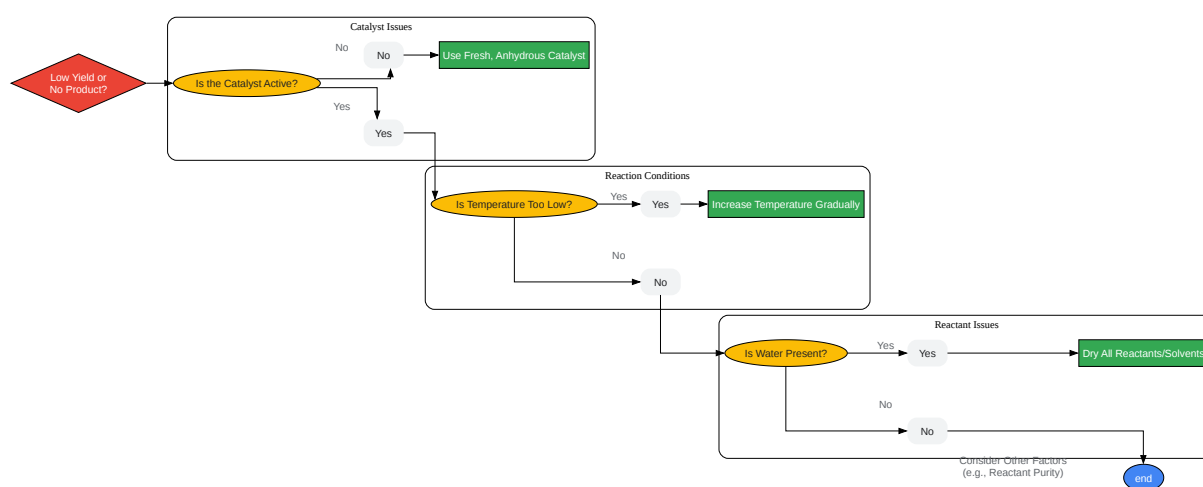 Catalyst Issues
No
No
Use Fresh, Anhydrous Catalyst
Low Yield or
No Product?
Is the Catalyst Active?
Yes
Yes
Reaction Conditions
Is Temperature Too Low?
Yes
Yes
Increase Temperature Gradually
No
No
Reactant Issues
Is Water Present?
Yes
Yes
Dry All Reactants/Solvents
No
No
Consider Other Factors
(e.g., Reactant Purity)
end